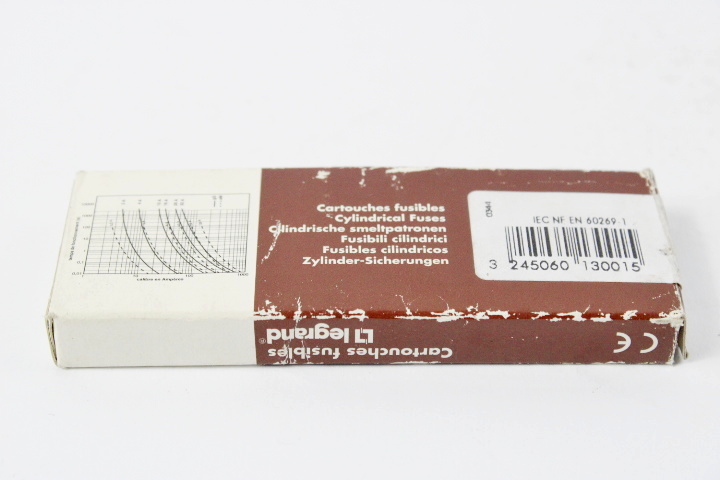 Cartouches fusibles
Cylindrical Fuses
Cilindrische smeltpatronen
Fusibili cilindrici
Fusibles cilindricos
Zylinder-Sicherungen
IEC NF EN 60269.1
3 245060 130015
Cartouches fusibles
legrand®
CE